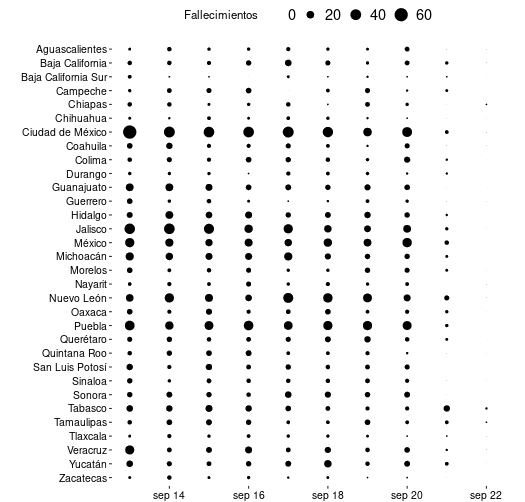 Fallecimientos 0 20 40 60
Aguascalientes
Baja California
Baja California Sur
Campeche
Chiapas
Chihuahua
Ciudad de México
Coahuila
Colima
Durango
Guanajuato
Guerrero
Hidalgo
Jalisco
México
Michoacán
Morelos
Nayarit
Nuevo León
Oaxaca
Puebla
Querétaro
Quintana Roo
San Luis Potosí
Sinaloa
Sonora
Tabasco
Tamaulipas
Tlaxcala
Veracruz
Yucatán
Zacatecas
sep 14 sep 16 sep 18 sep 20 sep 22